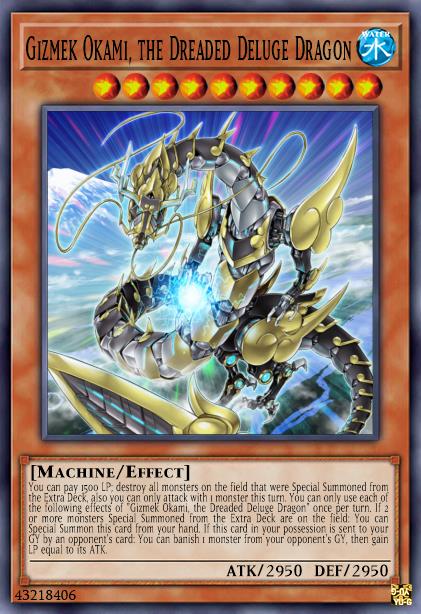 Gizmek Okami, the Dreaded Deluge Dragon
WATER
水
[Machine/Effect]
You can pay 1500 LP; destroy all monsters on the field that were Special Summoned
from the Extra Deck, also you can only attack with 1 monster this turn. You can only use each of
the following effects of "Gizmek Okami, the Dreaded Deluge Dragon" once per turn. If 2
or more monsters Special Summoned from the Extra Deck are on the field: You can
Special Summon this card from your hand. If this card in your possession is sent to your
GY by an opponent's card: You can banish 1 monster from your opponent's GY, then gain
LP equal to its ATK.
ATK/2950 DEF/2950
43218406